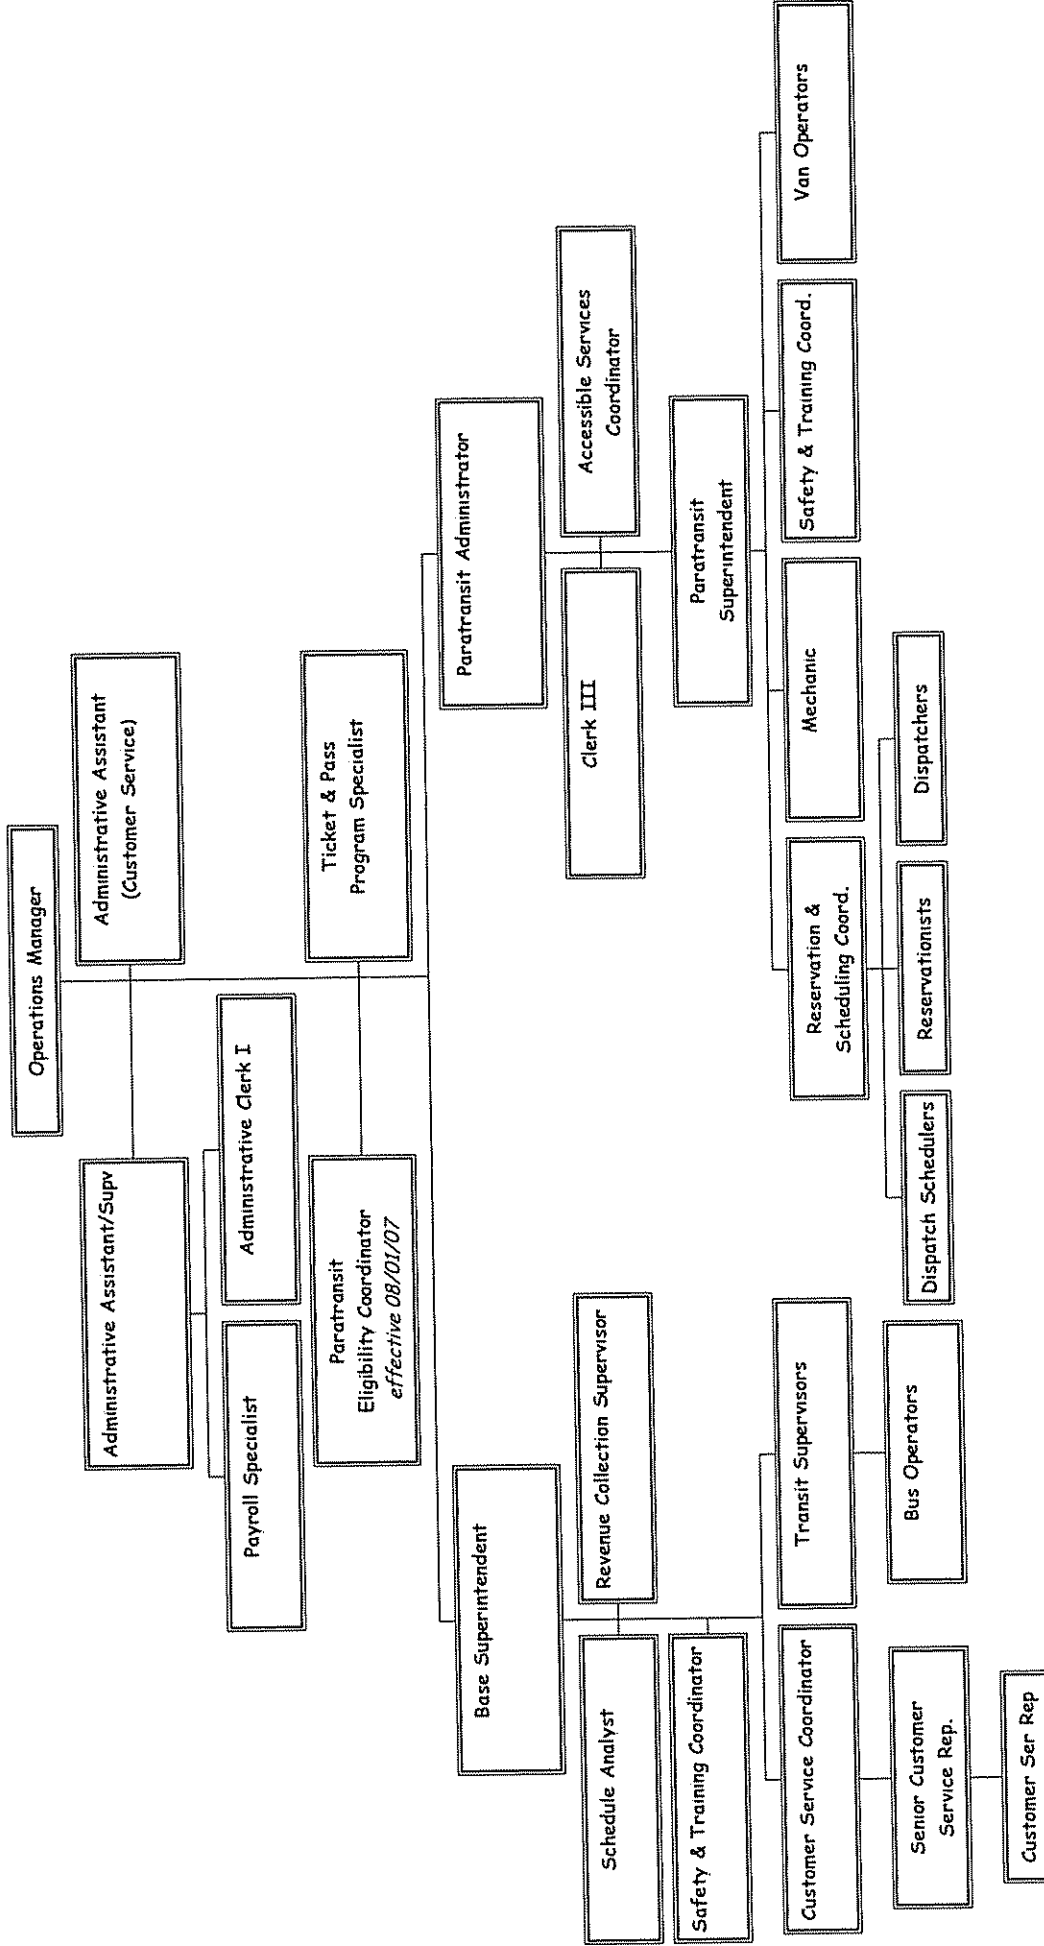 Operations Manager
Administrative Assistant/Supv
Administrative Assistant
(Customer Service)
Payroll Specialist
Administrative Clerk I
Paratransit
Eligibility Coordinator
effective 08/01/07
Ticket & Pass
Program Specialist
Base Superintendent
Paratransit Administrator
Schedule Analyst
Revenue Collection Supervisor
Clerk III
Accessible Services
Coordinator
Safety & Training Coordinator
Paratransit
Superintendent
Customer Service Coordinator
Transit Supervisors
Reservation &
Scheduling Coord.
Mechanic
Safety & Training Coord.
Van Operators
Senior Customer
Service Rep.
Bus Operators
Dispatch Schedulers
Reservationists
Dispatchers
Customer Ser Rep